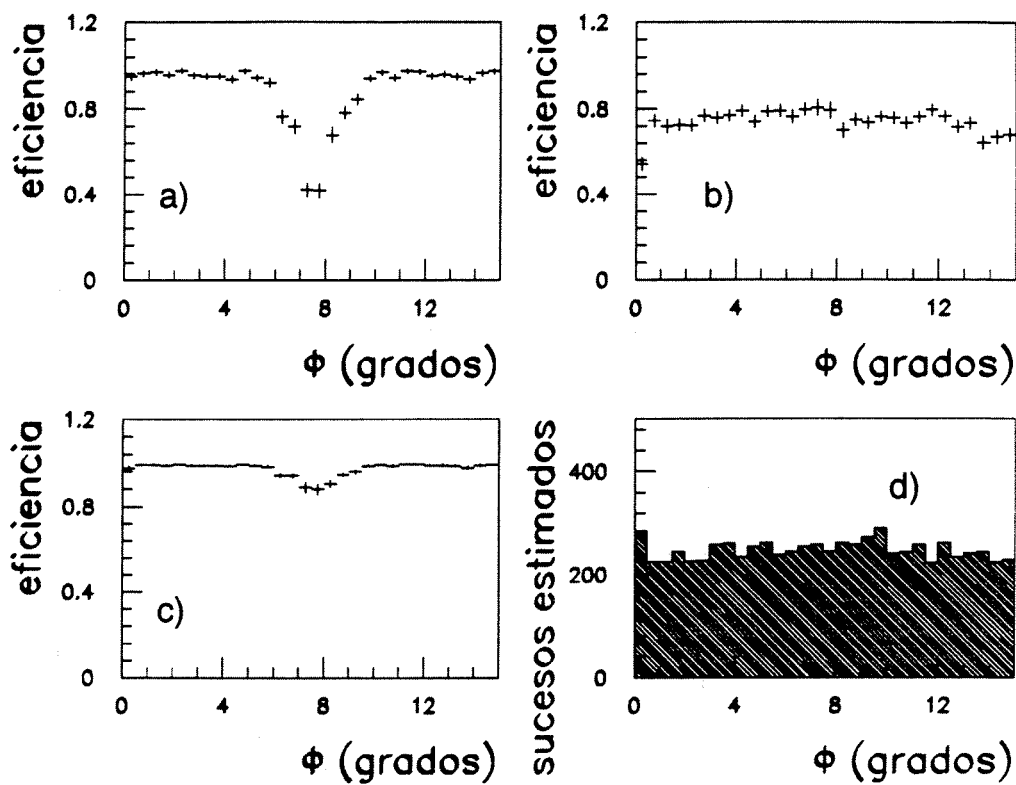 1.2
0.8
0.4
0
eficiencia
a)
0 4 8 12
Φ (grados)
1.2
0.8
0.4
0
eficiencia
b)
0 4 8 12
Φ (grados)
1.2
0.8
0.4
0
eficiencia
c)
0 4 8 12
Φ (grados)
400
200
0
sucesos estimados
d)
0 4 8 12
Φ (grados)